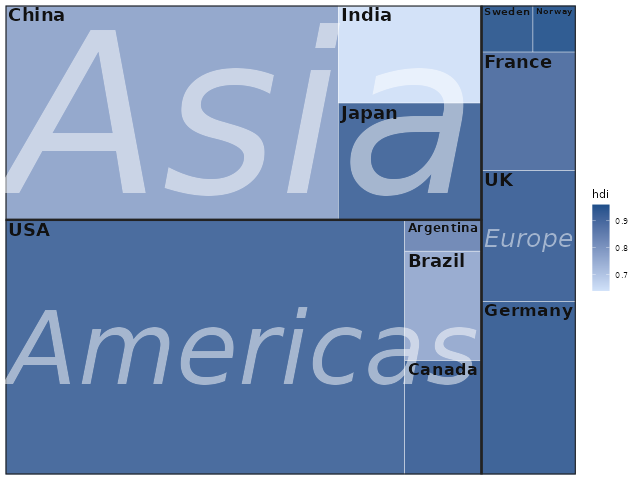 China
India
Japan
Asia
USA
Argentina
Brazil
Canada
Americas
Sweden
Norway
France
UK
Europe
Germany
hdi
0.9
0.8
0.7